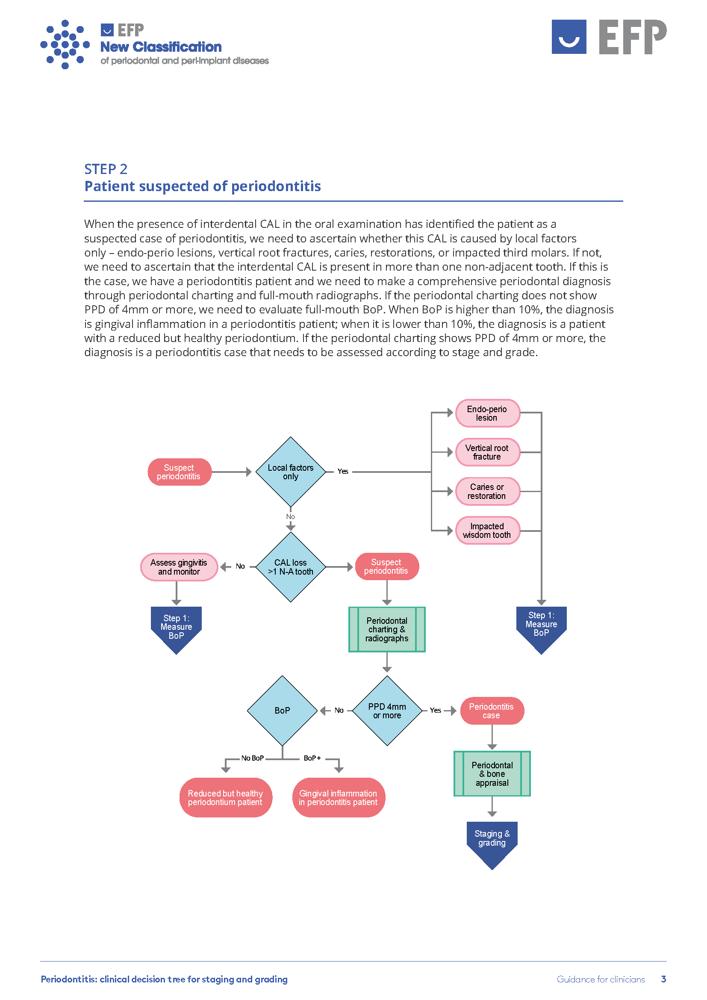 EFP
New Classification
of periodontal and peri-implant diseases
EFP
STEP 2
Patient suspected of periodontitis
When the presence of interdental CAL in the oral examination has identified the patient as a
suspected case of periodontitis, we need to ascertain whether this CAL is caused by local factors
only – endo-perio lesions, vertical root fractures, caries, restorations, or impacted third molars. If not,
we need to ascertain that the interdental CAL is present in more than one non-adjacent tooth. If this is
the case, we have a periodontitis patient and we need to make a comprehensive periodontal diagnosis
through periodontal charting and full-mouth radiographs. If the periodontal charting does not show
PPD of 4mm or more, we need to evaluate full-mouth BoP. When BoP is higher than 10%, the diagnosis
is gingival inflammation in a periodontitis patient; when it is lower than 10%, the diagnosis is a patient
with a reduced but healthy periodontium. If the periodontal charting shows PPD of 4mm or more, the
diagnosis is a periodontitis case that needs to be assessed according to stage and grade.
Endo-perio
lesion
Vertical root
fracture
Suspect
periodontitis
Local factors
only
Yes
Caries or
restoration
No
Impacted
wisdom tooth
Assess gingivitis
and monitor
No
CAL loss
>1 N-A tooth
Suspect
periodontitis
Step 1:
Measure
BoP
Periodontal
charting &
radiographs
Step 1:
Measure
BoP
BoP
No
PPD 4mm
or more
Yes
Periodontitis
case
No BoP
BoP+
Periodontal
& bone
appraisal
Reduced but healthy
periodontium patient
Gingival inflammation
in periodontitis patient
Staging &
grading
Periodontitis: clinical decision tree for staging and grading
Guidance for clinicians 3